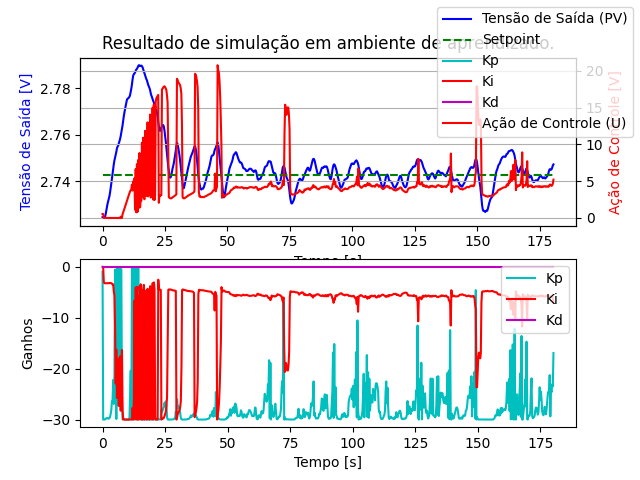 Resultado de simulação em ambiente de aprendizado.
Tensão de Saída (PV)
Setpoint
Kp
Ki
Kd
Ação de Controle (U)
Tensão de Saída [V]
2.78
2.76
2.74
20
15
10
5
0
Ação de Controle [V]
0
25
50
75
100
125
150
175
Tempo [s]
Ganhos
0
−10
−20
−30
Kp
Ki
Kd
0
25
50
75
100
125
150
175
Tempo [s]